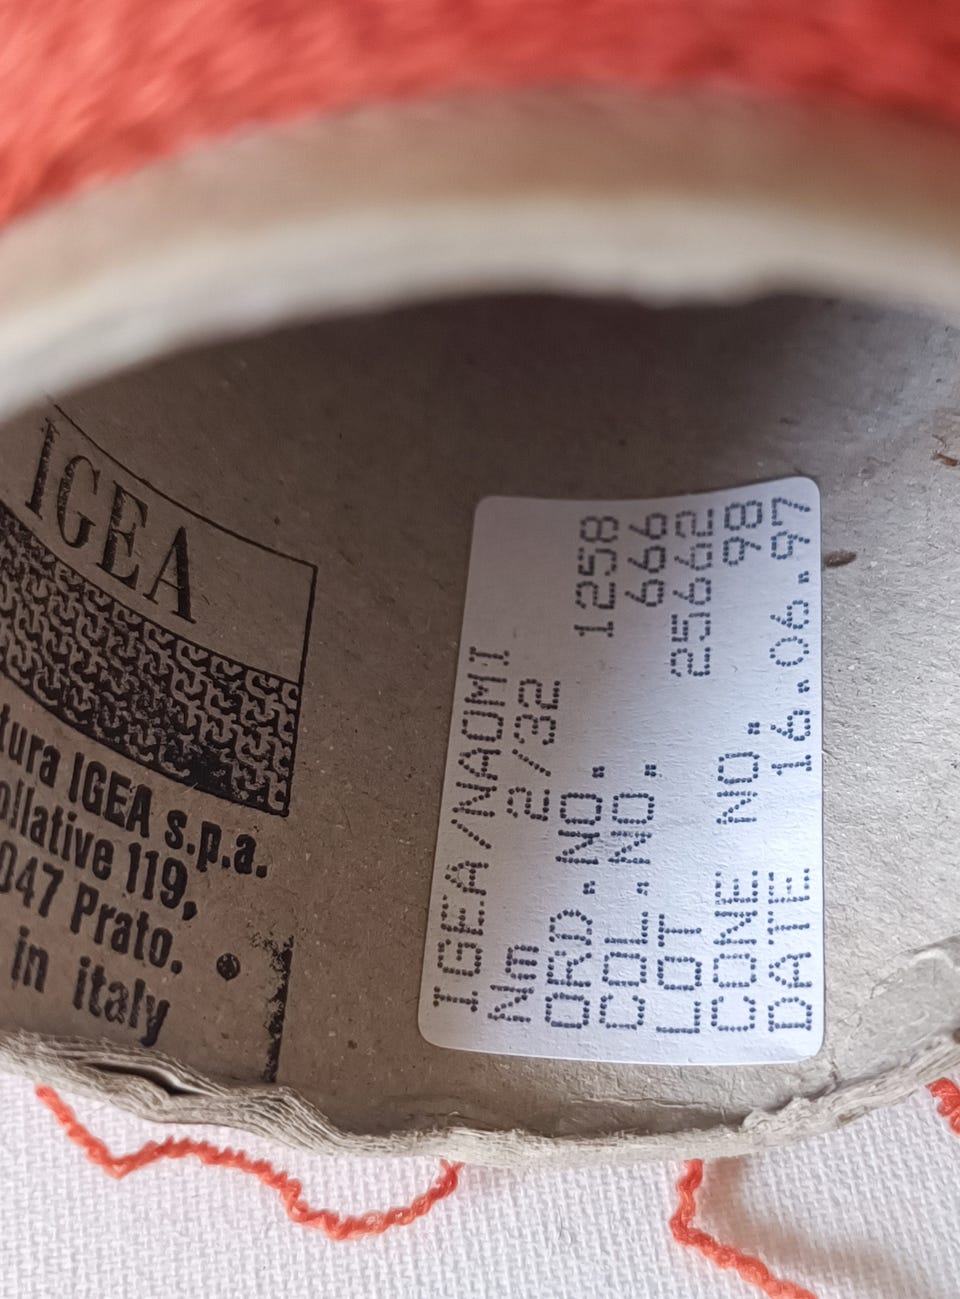 IGEA
tura IGEA s.p.a.
ollative 119,
047 Prato.
in italy
IGEA/NAOMI
Nm 2/32
ORD.NO. 1258
COL.NO. 666
LOT 25662
CONE NO. 98
DATE 16.06.97